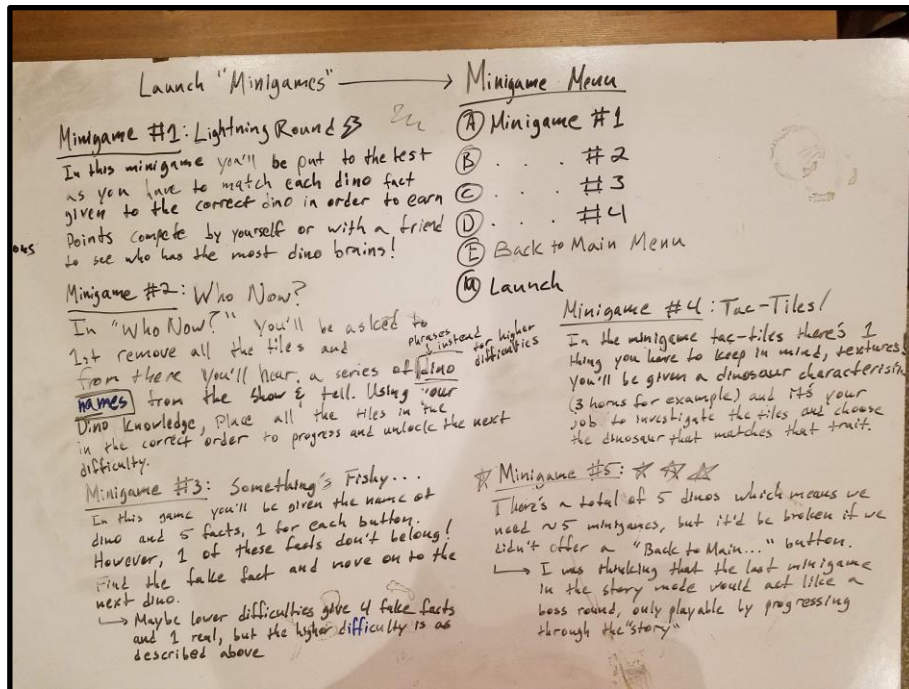 Launch "Minigames" → Minigame Menu
Minigame #1: Lightning Round
In this minigame you'll be put to the test
as you have to match each dino fact
given to the correct dino in order to earn
Points compete by yourself or with a friend
to see who has the most dino brains!
A Minigame #1
B . . . . #2
C . . . . #3
D . . . . #4
E Back to Main Menu
M Launch
Minigame #2: Who Now?
In "Who Now?" You'll be asked to
1st remove all the tiles and
phrases instead for higher difficulties
from there you'll hear a series of dino
names from the show & tell. Using your
Dino knowledge, Place all the tiles in the
in the correct order to progress and unlock the next
difficulty.
Minigame #3: Something's Fishy...
In this game you'll be given the name of
dino and 5 facts, 1 for each button.
However, 1 of these facts don't belong!
Find the fake fact and move on to the
next dino.
→ Maybe lower difficulties give 4 fake facts
and 1 real, but the higher difficulty is as
described above
Minigame #4: Tac-Tiles!
In the minigame tac-tiles there's 1
thing you have to keep in mind, textures
you'll be given a dinosaur
(3 horns for example) and it's your
job to investigate the tiles and choose
the dinosaur that matches that trait.
Minigame #5:
There's a total of 5 dinos which means we
need ~5 minigames, but it'd be broken if we
didn't offer a "Back to Main..." button.
→ I was thinking that the last minigame
in the story mode would act like a
boss round, only playable by progressing
through the "story"